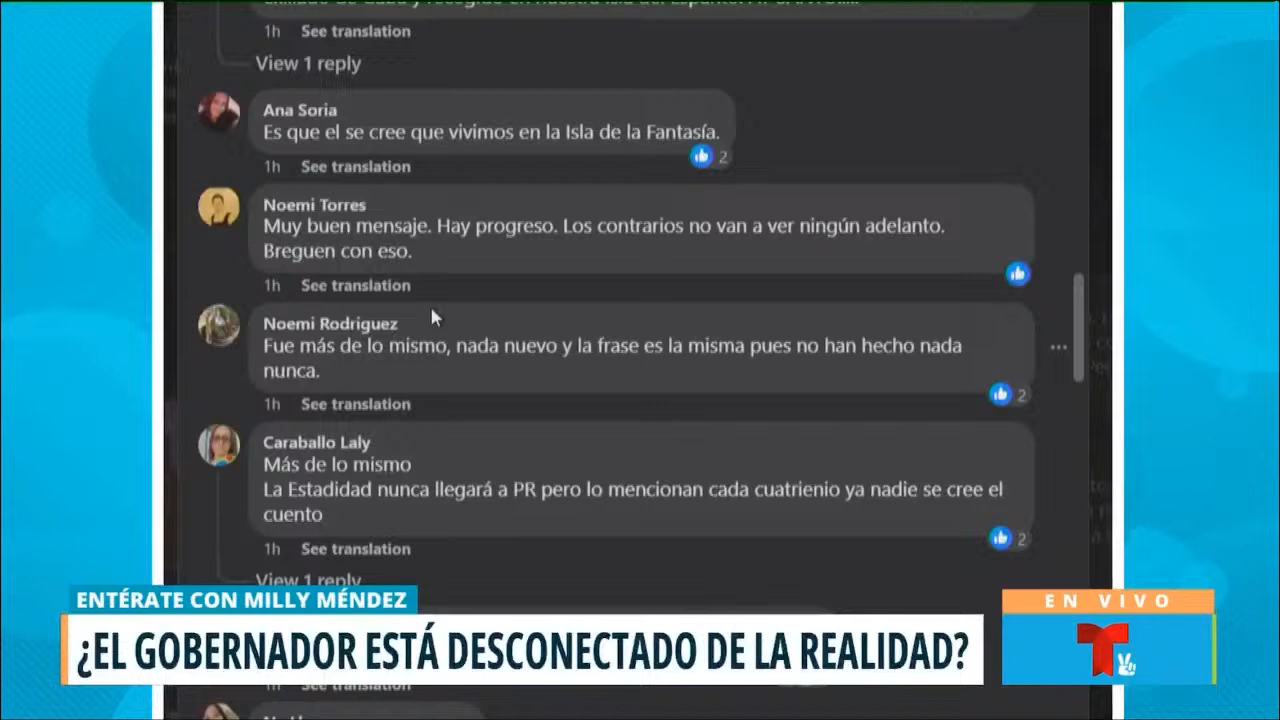 1h See translation
View 1 reply
Ana Soria
Es que el se cree que vivimos en la Isla de la Fantasía.
2
1h See translation
Noemi Torres
Muy buen mensaje. Hay progreso. Los contrarios no van a ver ningún adelanto.
Breguen con eso.
1h See translation
Noemi Rodriguez
Fue más de lo mismo, nada nuevo y la frase es la misma pues no han hecho nada
nunca.
2
1h See translation
Caraballo Laly
Más de lo mismo
La Estadidad nunca llegará a PR pero lo mencionan cada cuatrienio ya nadie se cree el
cuento
2
1h See translation
View 1 reply
ENTÉRATE CON MILLY MÉNDEZ
¿EL GOBERNADOR ESTÁ DESCONECTADO DE LA REALIDAD?
EN VIVO
1h See translation